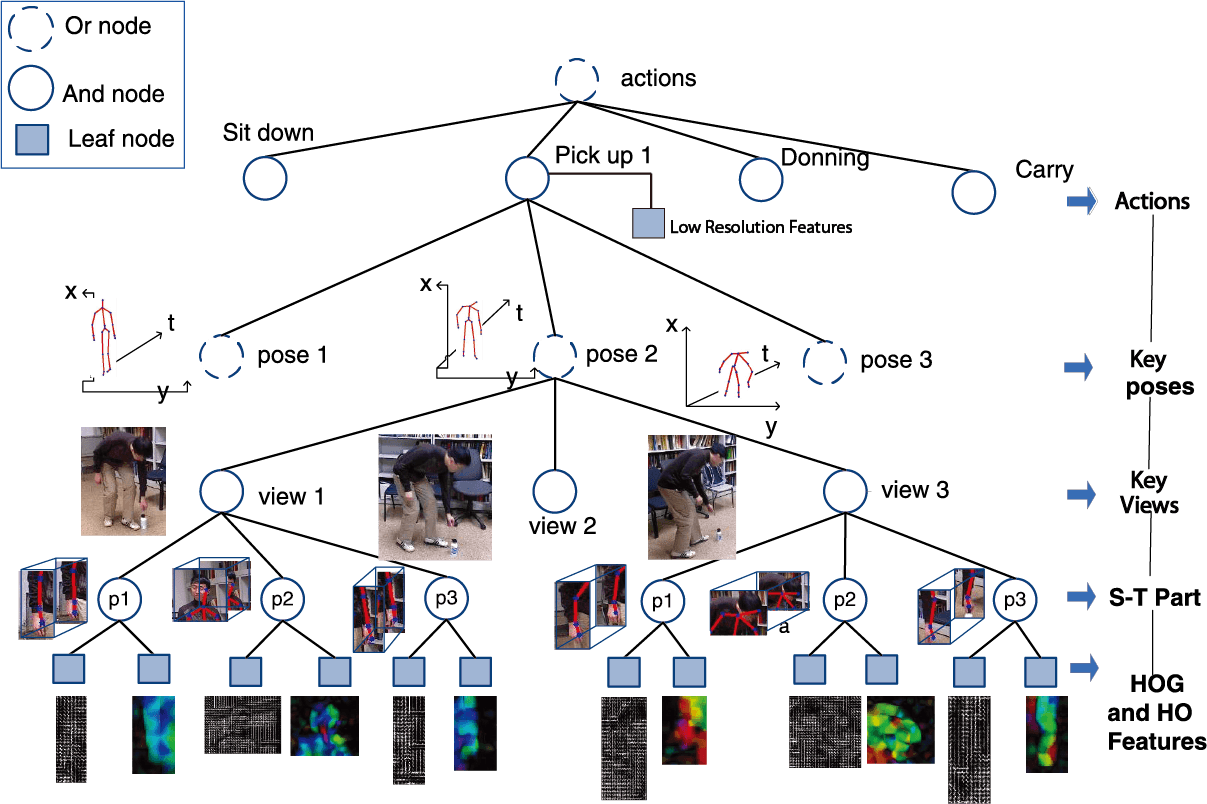 Or node
And node
Leaf node
actions
Sit down
Pick up 1
Donning
Carry
Actions
Low Resolution Features
x
t
y
pose 1
x
t
y
pose 2
x
t
y
pose 3
Key
poses
view 1
view 2
view 3
Key
Views
p1
p2
p3
p1
p2
p3
a
S-T Part
HOG
and HO
Features